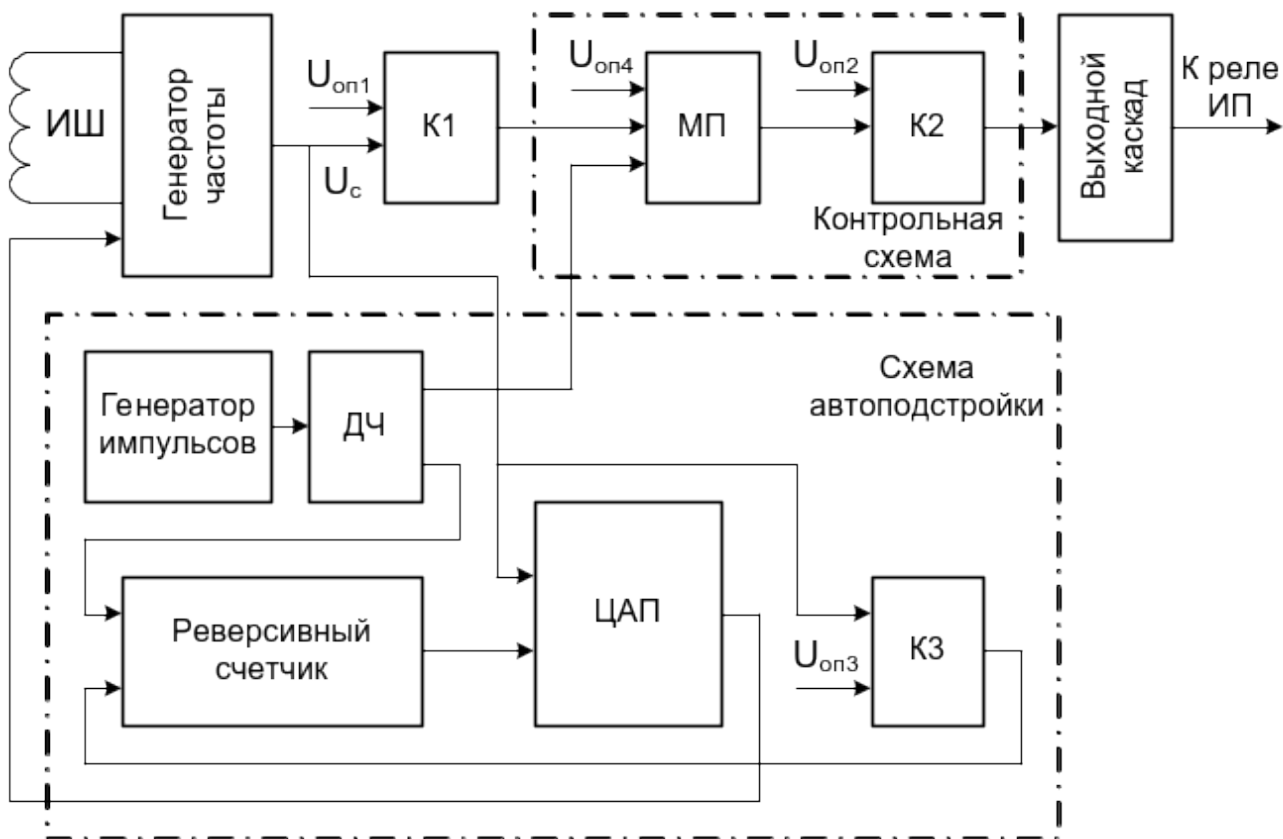 ИШ
Генератор
частоты
Uоп1
Uс
К1
Uоп4
МП
Uоп2
К2
Контрольная
схема
Выходной
каскад
К реле
ИП
Схема
автоподстройки
Генератор
импульсов
ДЧ
Реверсивный
счетчик
ЦАП
Uоп3
К3